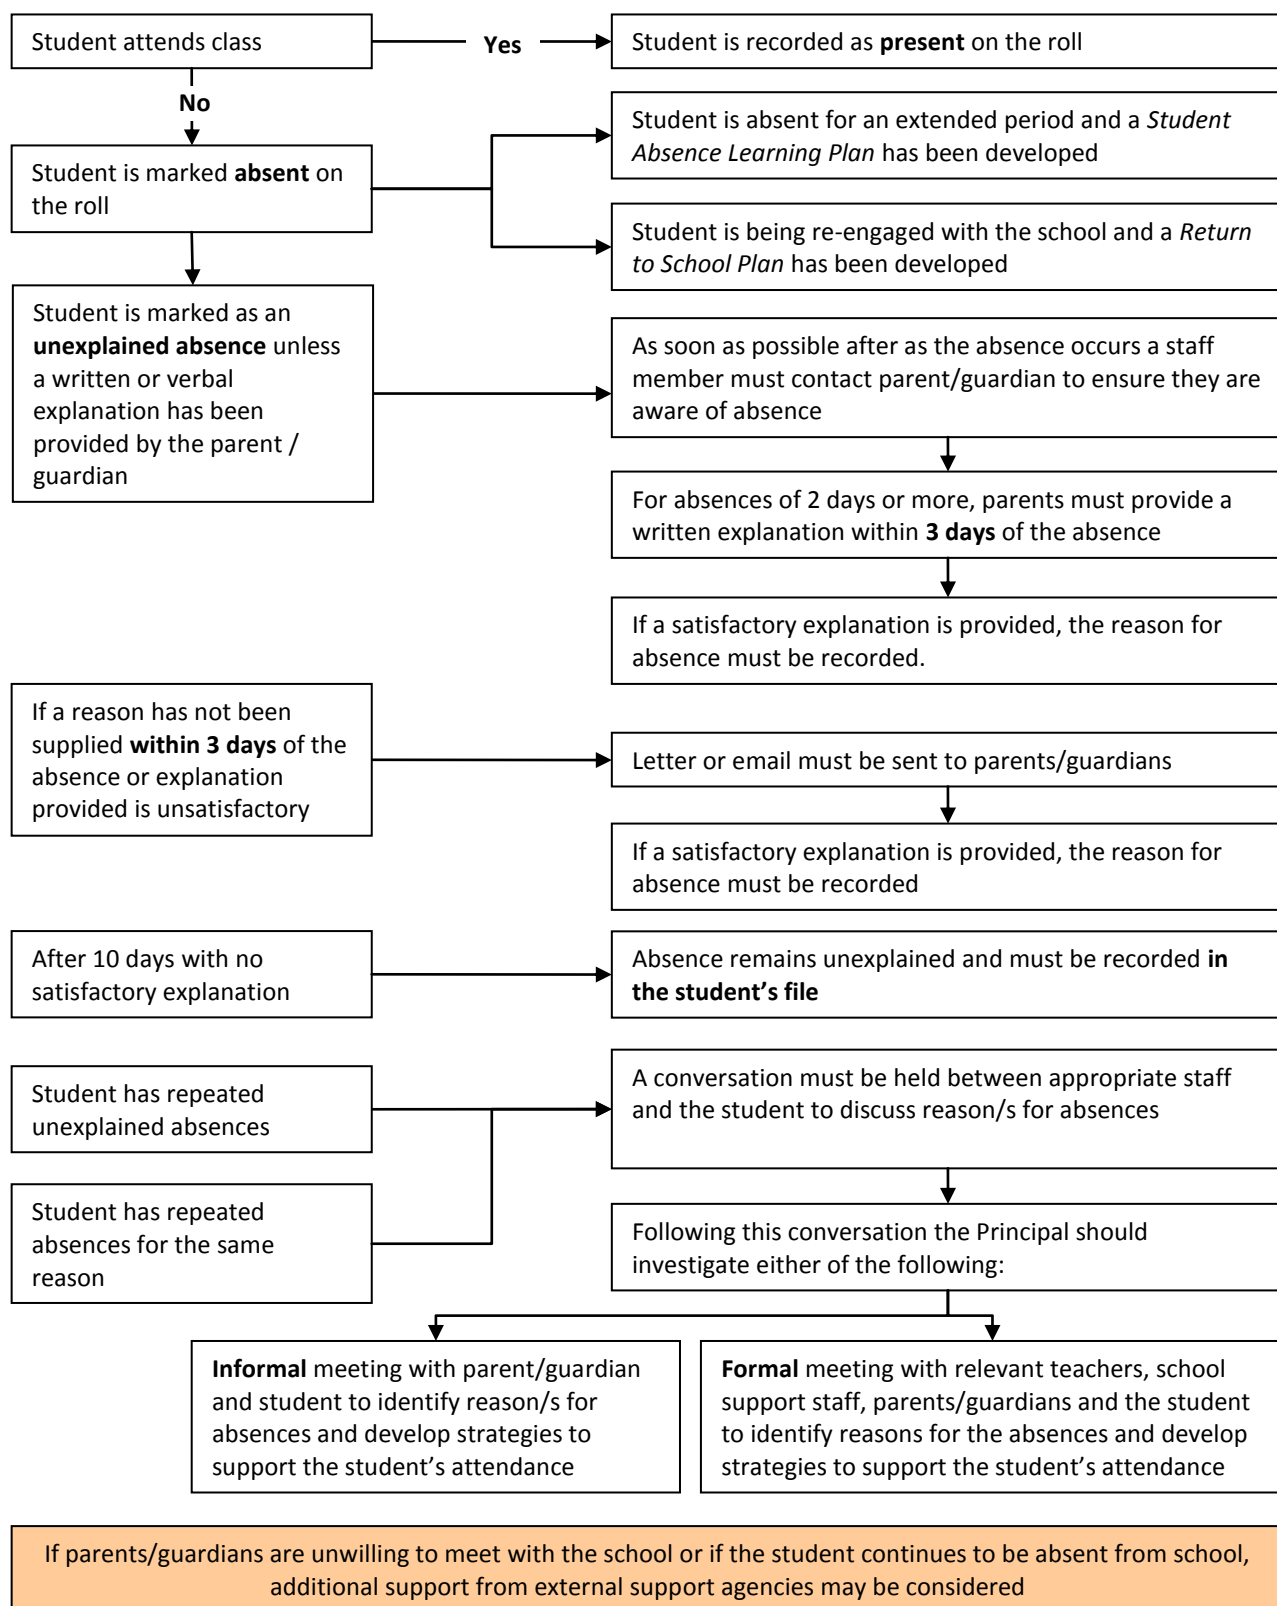 Student attends class
Yes
Student is recorded as present on the roll
No
Student is absent for an extended period and a Student
Absence Learning Plan has been developed
Student is marked absent on
the roll
Student is being re-engaged with the school and a Return
to School Plan has been developed
Student is marked as an
unexplained absence unless
a written or verbal
explanation has been
provided by the parent /
guardian
As soon as possible after as the absence occurs a staff
member must contact parent/guardian to ensure they are
aware of absence
For absences of 2 days or more, parents must provide a
written explanation within 3 days of the absence
If a satisfactory explanation is provided, the reason for
absence must be recorded.
If a reason has not been
supplied within 3 days of the
absence or explanation
provided is unsatisfactory
Letter or email must be sent to parents/guardians
If a satisfactory explanation is provided, the reason for
absence must be recorded
After 10 days with no
satisfactory explanation
Absence remains unexplained and must be recorded in
the student’s file
Student has repeated
unexplained absences
A conversation must be held between appropriate staff
and the student to discuss reason/s for absences
Student has repeated
absences for the same
reason
Following this conversation the Principal should
investigate either of the following:
Informal meeting with parent/guardian
and student to identify reason/s for
absences and develop strategies to
support the student’s attendance
Formal meeting with relevant teachers, school
support staff, parents/guardians and the student
to identify reasons for the absences and develop
strategies to support the student’s attendance
If parents/guardians are unwilling to meet with the school or if the student continues to be absent from school,
additional support from external support agencies may be considered